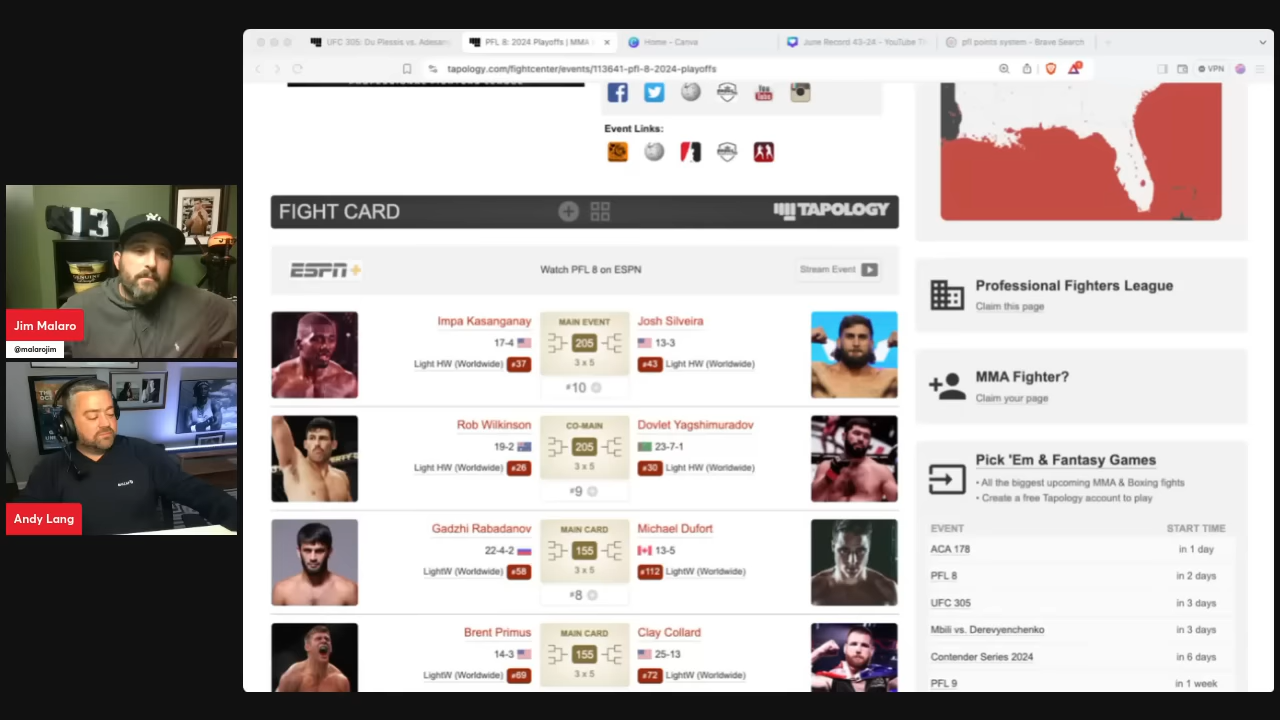 UFC 305: Du Plessis vs. Adesan
PFL 8: 2024 Playoffs | MMA
Home – Canva
June Record 43-24 – YouTube Th
pfl points system – Brave Search
tapology.com/fightcenter/events/113641-pfl-8-2024-playoffs
VPN
You
Tube
Event Links:
FIGHT CARD
TAPOLOGY
ESPN+
Watch PFL 8 on ESPN
Stream Event
Impa Kasanganay
MAIN EVENT
Josh Silveira
17-4
205
13-3
Light HW (Worldwide) #37
3 x 5
#43 Light HW (Worldwide)
#10
Rob Wilkinson
CO-MAIN
Dovlet Yagshimuradov
19-2
205
23-7-1
Light HW (Worldwide) #26
3 x 5
#30 Light HW (Worldwide)
#9
Gadzhi Rabadanov
MAIN CARD
Michael Dufort
22-4-2
155
13-5
LightW (Worldwide) #58
3 x 5
#112 LightW (Worldwide)
#8
Brent Primus
MAIN CARD
Clay Collard
14-3
155
25-13
LightW (Worldwide) #69
3 x 5
#72 LightW (Worldwide)
Professional Fighters League
Claim this page
MMA Fighter?
Claim your page
Pick 'Em & Fantasy Games
• All the biggest upcoming MMA & Boxing fights
• Create a free Tapology account to play
EVENT START TIME
ACA 178 in 1 day
PFL 8 in 2 days
UFC 305 in 3 days
Mbili vs. Derevyenchenko in 3 days
Contender Series 2024 in 6 days
PFL 9 in 1 week
13
NY
GENUINE
Jim Malaro
@malarojim
Andy Lang